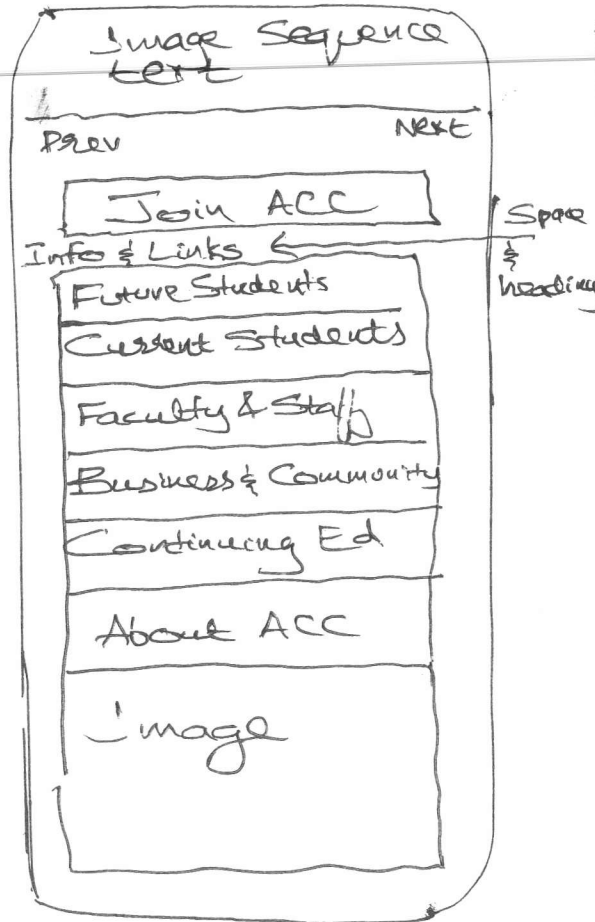 Image Sequence
text
Prev Next
Join ACC
Space
Info & Links
&
heading
Future Students
Current Students
Faculty & Staff
Business & Community
Continuing Ed
About ACC
Image